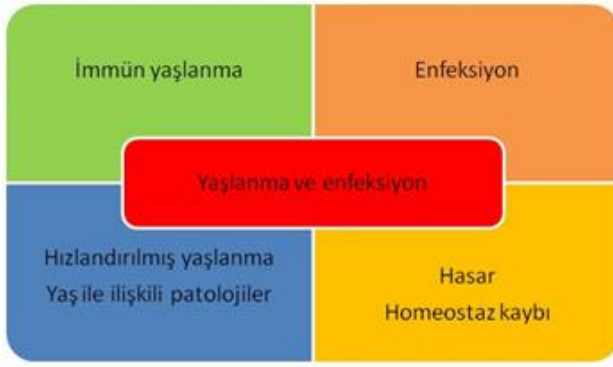 İmmün yaşlanma
Enfeksiyon
Yaşlanma ve enfeksiyon
Hızlandırılmış yaşlanma
Yaş ile ilişkili patolojiler
Hasar
Homeostaz kaybı